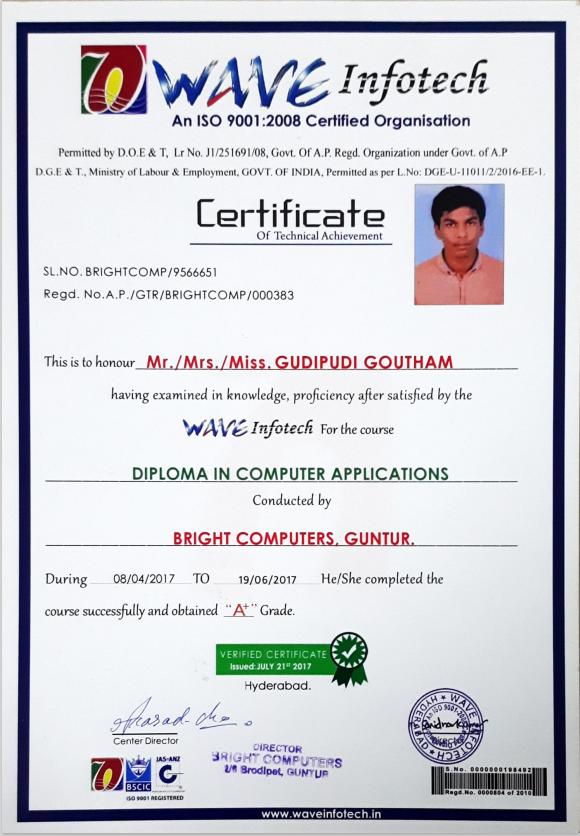 WAVE Infotech
An ISO 9001:2008 Certified Organisation
Permitted by D.O.E & T, Lr No. J1/251691/08, Govt. Of A.P. Regd. Organization under Govt. of A.P
D.G.E & T., Ministry of Labour & Employment, GOVT. OF INDIA, Permitted as per L.No: DGE-U-11011/2/2016-EE-1.
Certificate
Of Technical Achievement
SL.NO. BRIGHTCOMP/9566651
Regd. No.A.P./GTR/BRIGHTCOMP/000383
This is to honour Mr./Mrs./Miss. GUDIPUDI GOUTHAM
having examined in knowledge, proficiency after satisfied by the
WAVE Infotech For the course
DIPLOMA IN COMPUTER APPLICATIONS
Conducted by
BRIGHT COMPUTERS, GUNTUR.
During 08/04/2017 TO 19/06/2017 He/She completed the
course successfully and obtained "A+" Grade.
VERIFIED CERTIFICATE
Issued: JULY 21st 2017
Hyderabad.
Center Director
DIRECTOR
BRIGHT COMPUTERS
2/6 Brodipet, GUNTUR
JAS-ANZ
BSCIC
ISO 9001 REGISTERED
WAVE INFOTECH
HYDERABAD
S.No. 0000000198492
Regd.No. 0000804 of 2010
www.waveinfotech.in